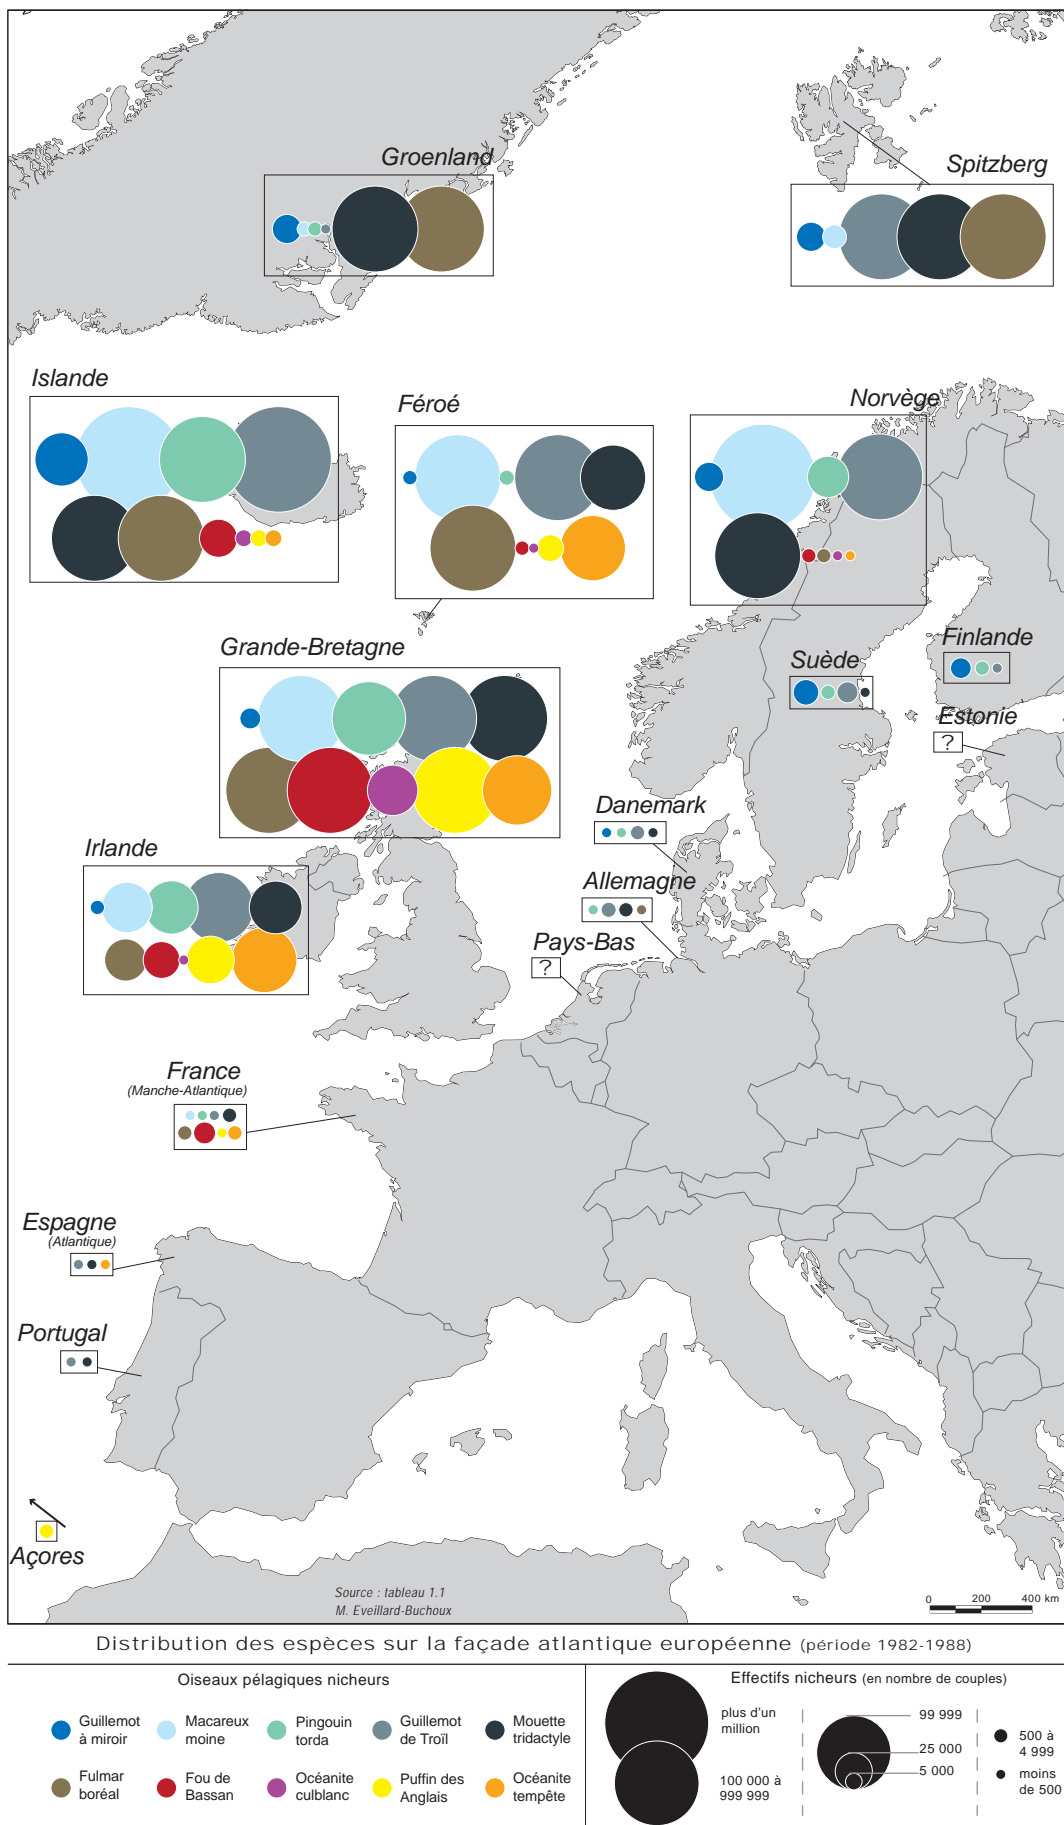 Groenland
Spitzberg
Islande
Féroé
Norvège
Grande-Bretagne
Finlande
Suède
Estonie
?
Danemark
Irlande
Allemagne
Pays-Bas
?
France
(Manche-Atlantique)
Espagne
(Atlantique)
Portugal
Açores
Source : tableau 1.1
M. Eveillard-Buchoux
0 200 400 km
Distribution des espèces sur la façade atlantique européenne (période 1982-1988)
Oiseaux pélagiques nicheurs
Guillemot
à miroir
Macareux
moine
Pingouin
torda
Guillemot
de Troïl
Mouette
tridactyle
Fulmar
boréal
Fou de
Bassan
Océanite
culblanc
Puffin des
Anglais
Océanite
tempête
Effectifs nicheurs (en nombre de couples)
plus d'un
million
100 000 à
999 999
99 999
25 000
5 000
500 à
4 999
moins
de 500